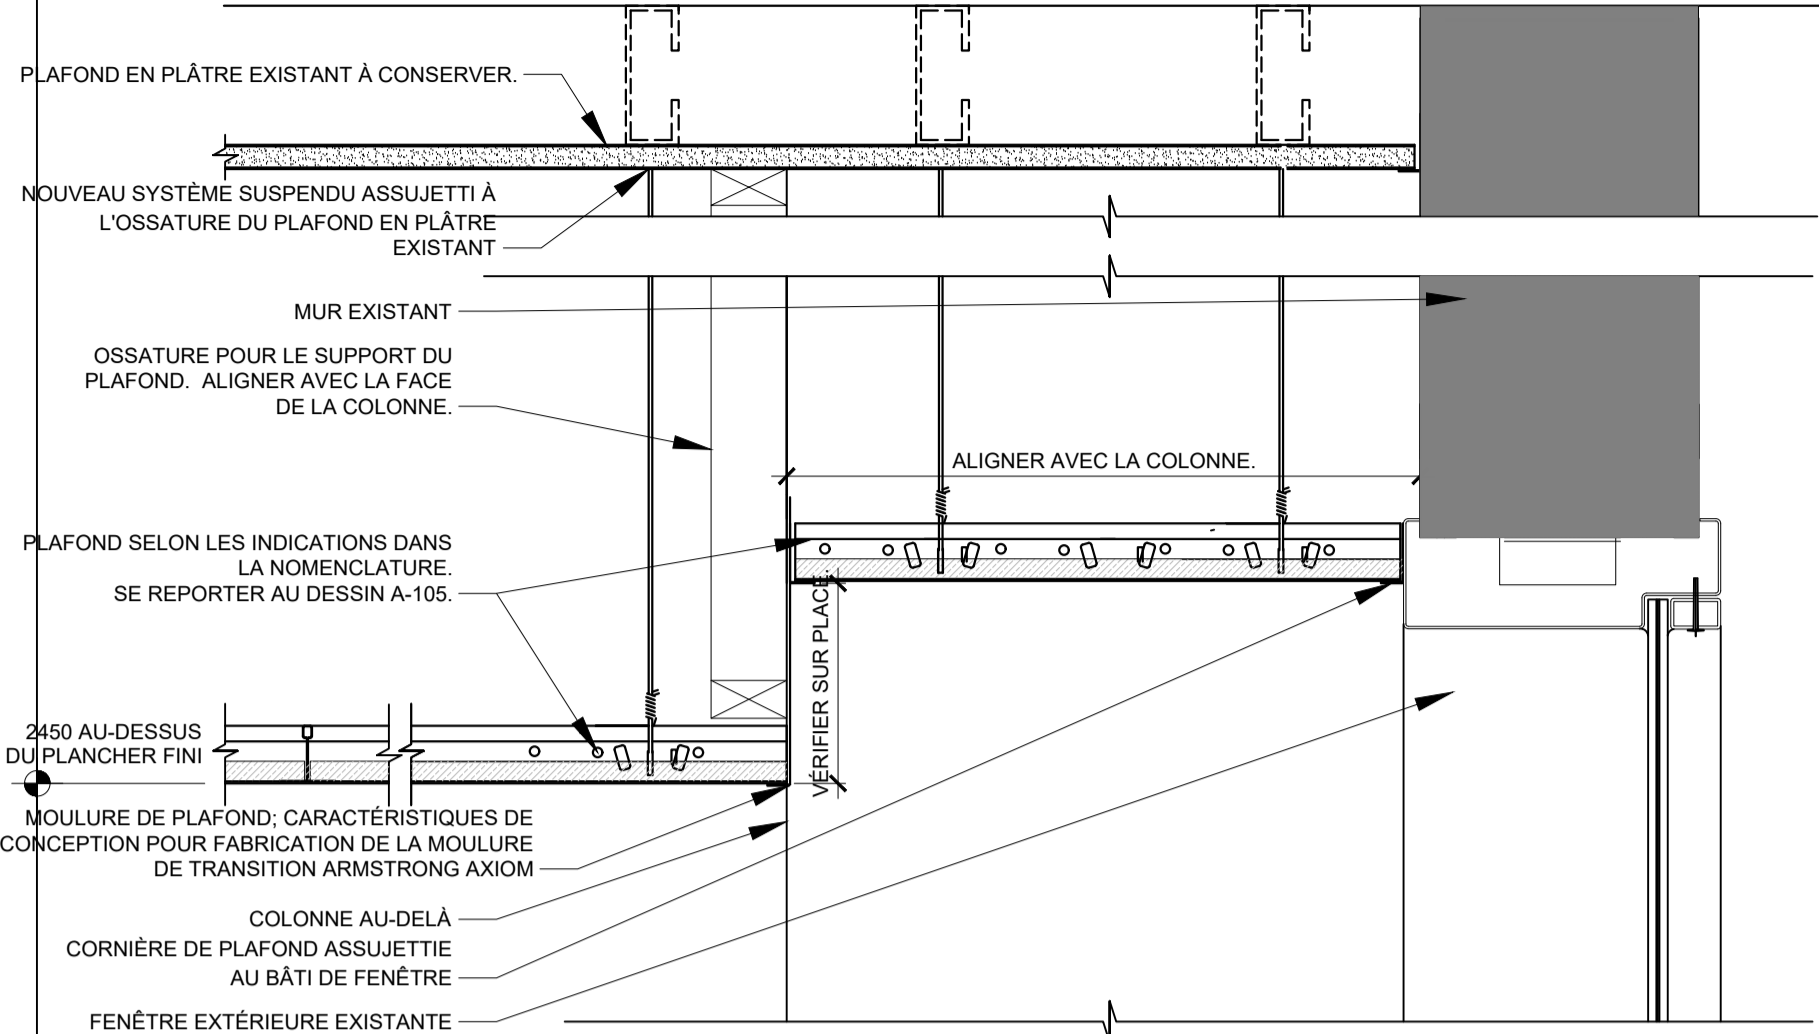 PLAFOND EN PLÂTRE EXISTANT À CONSERVER.
NOUVEAU SYSTÈME SUSPENDU ASSUJETTI À
L'OSSATURE DU PLAFOND EN PLÂTRE
EXISTANT
MUR EXISTANT
OSSATURE POUR LE SUPPORT DU
PLAFOND. ALIGNER AVEC LA FACE
DE LA COLONNE.
ALIGNER AVEC LA COLONNE.
PLAFOND SELON LES INDICATIONS DANS
LA NOMENCLATURE.
SE REPORTER AU DESSIN A-105.
VÉRIFIER SUR PLACE.
2450 AU-DESSUS
DU PLANCHER FINI
MOULURE DE PLAFOND; CARACTÉRISTIQUES DE
CONCEPTION POUR FABRICATION DE LA MOULURE
DE TRANSITION ARMSTRONG AXIOM
COLONNE AU-DELÀ
CORNIÈRE DE PLAFOND ASSUJETTIE
AU BÂTI DE FENÊTRE
FENÊTRE EXTÉRIEURE EXISTANTE